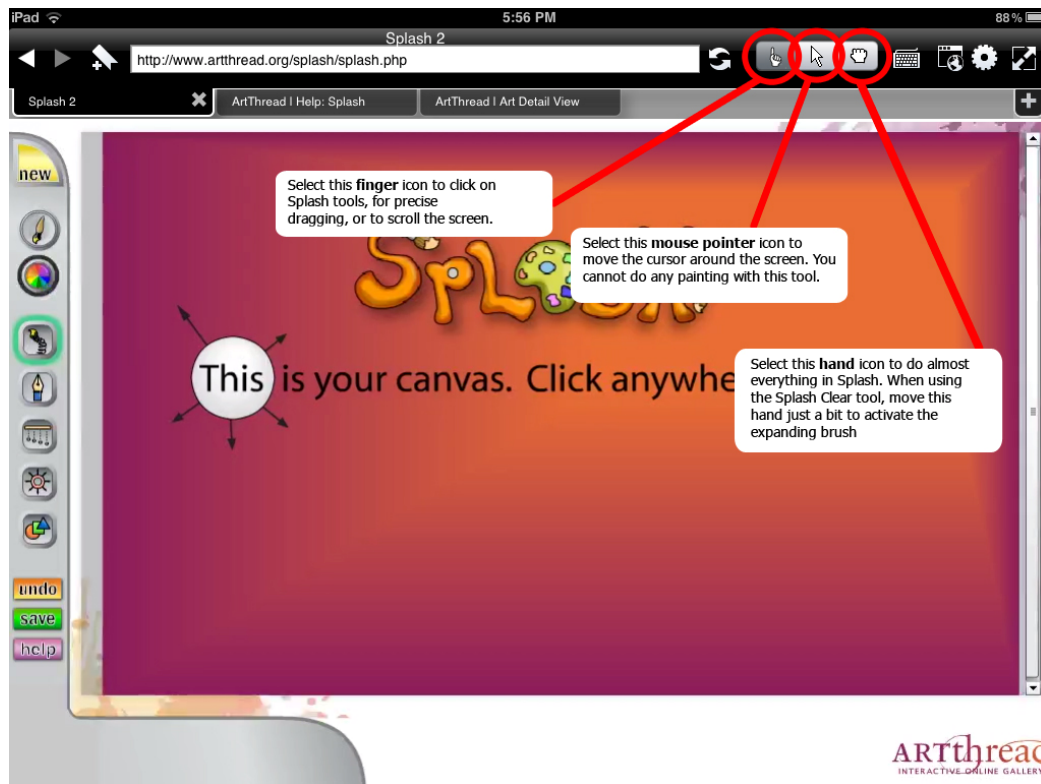 iPad 5:56 PM 88%
Splash 2
http://www.artthread.org/splash/splash.php
Splash 2 ArtThread | Help: Splash ArtThread | Art Detail View
new
Select this finger icon to click on
Splash tools, for precise
dragging, or to scroll the screen.
Select this mouse pointer icon to
move the cursor around the screen. You
cannot do any painting with this tool.
SPLASH
This is your canvas. Click anywhe
Select this hand icon to do almost
everything in Splash. When using
the Splash Clear tool, move this
hand just a bit to activate the
expanding brush
undo
save
help
ARTthread
INTERACTIVE ONLINE GALLERY